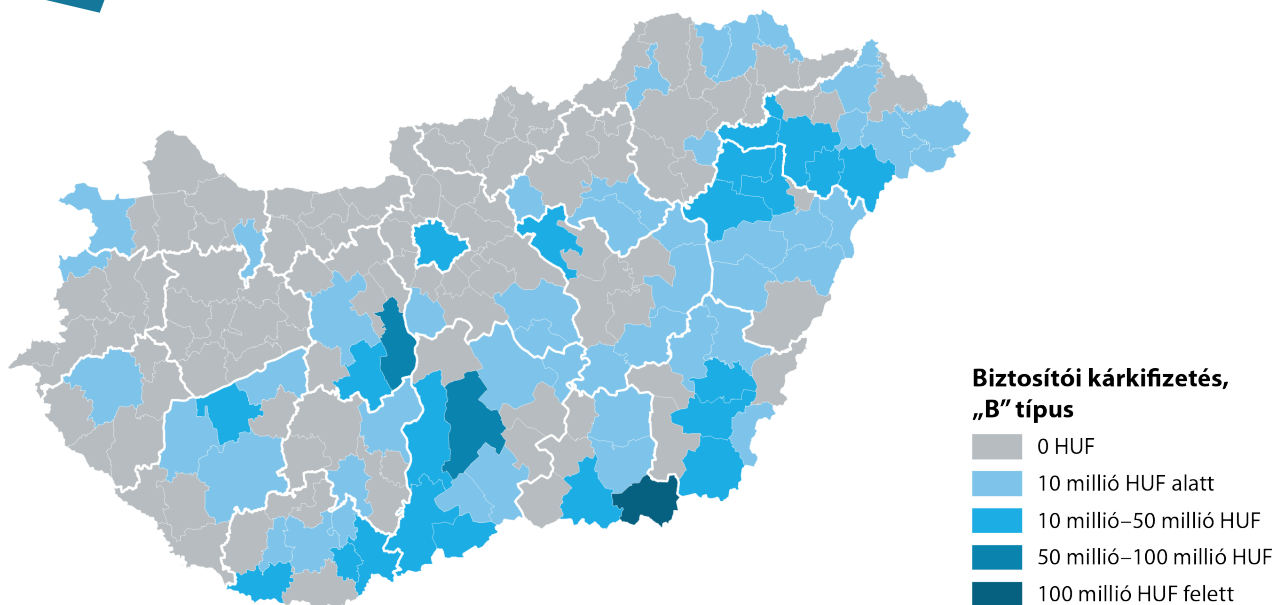 Biztosítói kárkifizetés,
„B” típus
0 HUF
10 millió HUF alatt
10 millió–50 millió HUF
50 millió–100 millió HUF
100 millió HUF felett